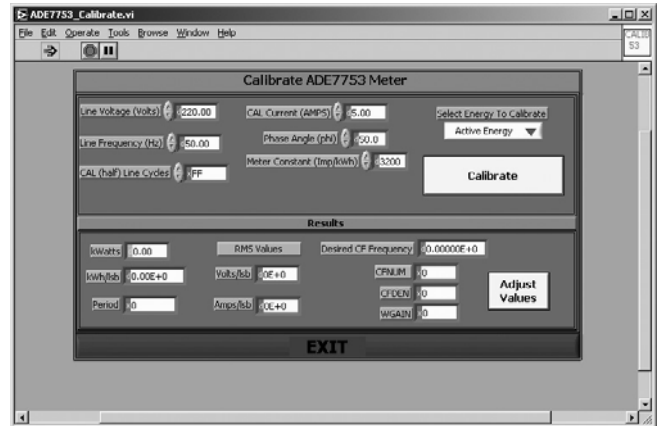 ADE7753_Calibrate.vi
File Edit Operate Tools Browse Window Help
CALIB
53
Calibrate ADE7753 Meter
Line Voltage (Volts) 220.00 CAL Current (AMPS) 5.00 Select Energy To Calibrate
Line Frequency (Hz) 50.00 Phase Angle (phi) 50.0 Active Energy
CAL (half) Line Cycles FF Meter Constant (Imp/kWh) 3200 Calibrate
Results
kWatts 0.00 RMS Values Desired CF Frequency 0.00000E+0
kWh/lsb 0.00E+0 Volts/lsb 0E+0 CFNUM 0
CFDEN 0 Adjust Values
Period 0 Amps/lsb 0E+0 WGAIN 0
EXIT